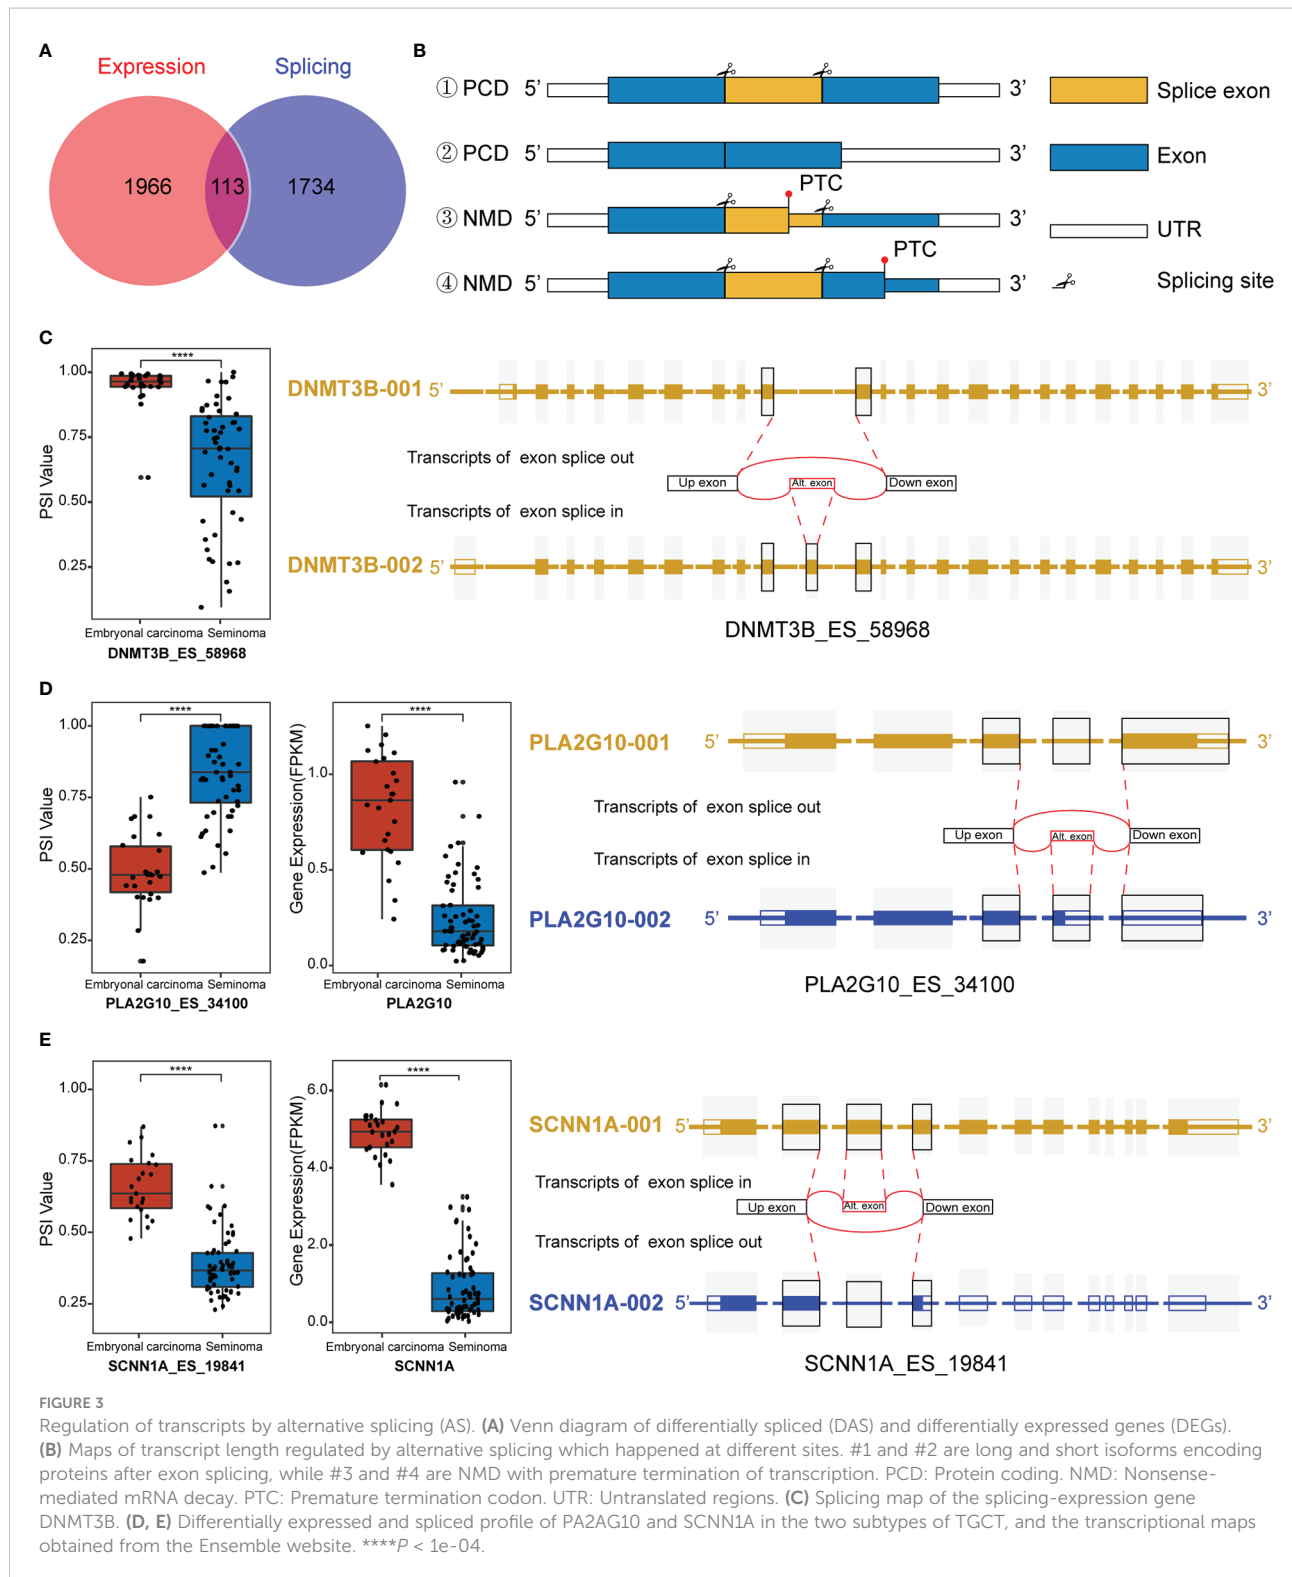 A
Expression
Splicing
1966
113
1734
B
① PCD 5’ 3’
Splice exon
② PCD 5’ 3’
Exon
PTC
③ NMD 5’ 3’
UTR
PTC
④ NMD 5’ 3’
Splicing site
C
PSI Value
1.00
0.75
0.50
0.25
****
Embryonal carcinoma Seminoma
DNMT3B_ES_58968
DNMT3B-001 5’ 3’
Transcripts of exon splice out
Up exon
Alt. exon
Down exon
Transcripts of exon splice in
DNMT3B-002 5’ 3’
DNMT3B_ES_58968
D
PSI Value
1.00
0.75
0.50
0.25
****
Embryonal carcinoma Seminoma
PLA2G10_ES_34100
Gene Expression(FPKM)
1.0
0.5
0.0
****
Embryonal carcinoma Seminoma
PLA2G10
PLA2G10-001 5’ 3’
Transcripts of exon splice out
Up exon
Alt. exon
Down exon
Transcripts of exon splice in
PLA2G10-002 5’ 3’
PLA2G10_ES_34100
E
PSI Value
1.00
0.75
0.50
0.25
****
Embryonal carcinoma Seminoma
SCNN1A_ES_19841
Gene Expression(FPKM)
6.0
4.0
2.0
0.0
****
Embryonal carcinoma Seminoma
SCNN1A
SCNN1A-001 5’ 3’
Transcripts of exon splice in
Up exon
Alt. exon
Down exon
Transcripts of exon splice out
SCNN1A-002 5’ 3’
SCNN1A_ES_19841
FIGURE 3
Regulation of transcripts by alternative splicing (AS). (A) Venn diagram of differentially spliced (DAS) and differentially expressed genes (DEGs).
(B) Maps of transcript length regulated by alternative splicing which happened at different sites. #1 and #2 are long and short isoforms encoding
proteins after exon splicing, while #3 and #4 are NMD with premature termination of transcription. PCD: Protein coding. NMD: Nonsense-
mediated mRNA decay. PTC: Premature termination codon. UTR: Untranslated regions. (C) Splicing map of the splicing-expression gene
DNMT3B. (D, E) Differentially expressed and spliced profile of PA2AG10 and SCNN1A in the two subtypes of TGCT, and the transcriptional maps
obtained from the Ensemble website. ****P < 1e-04.